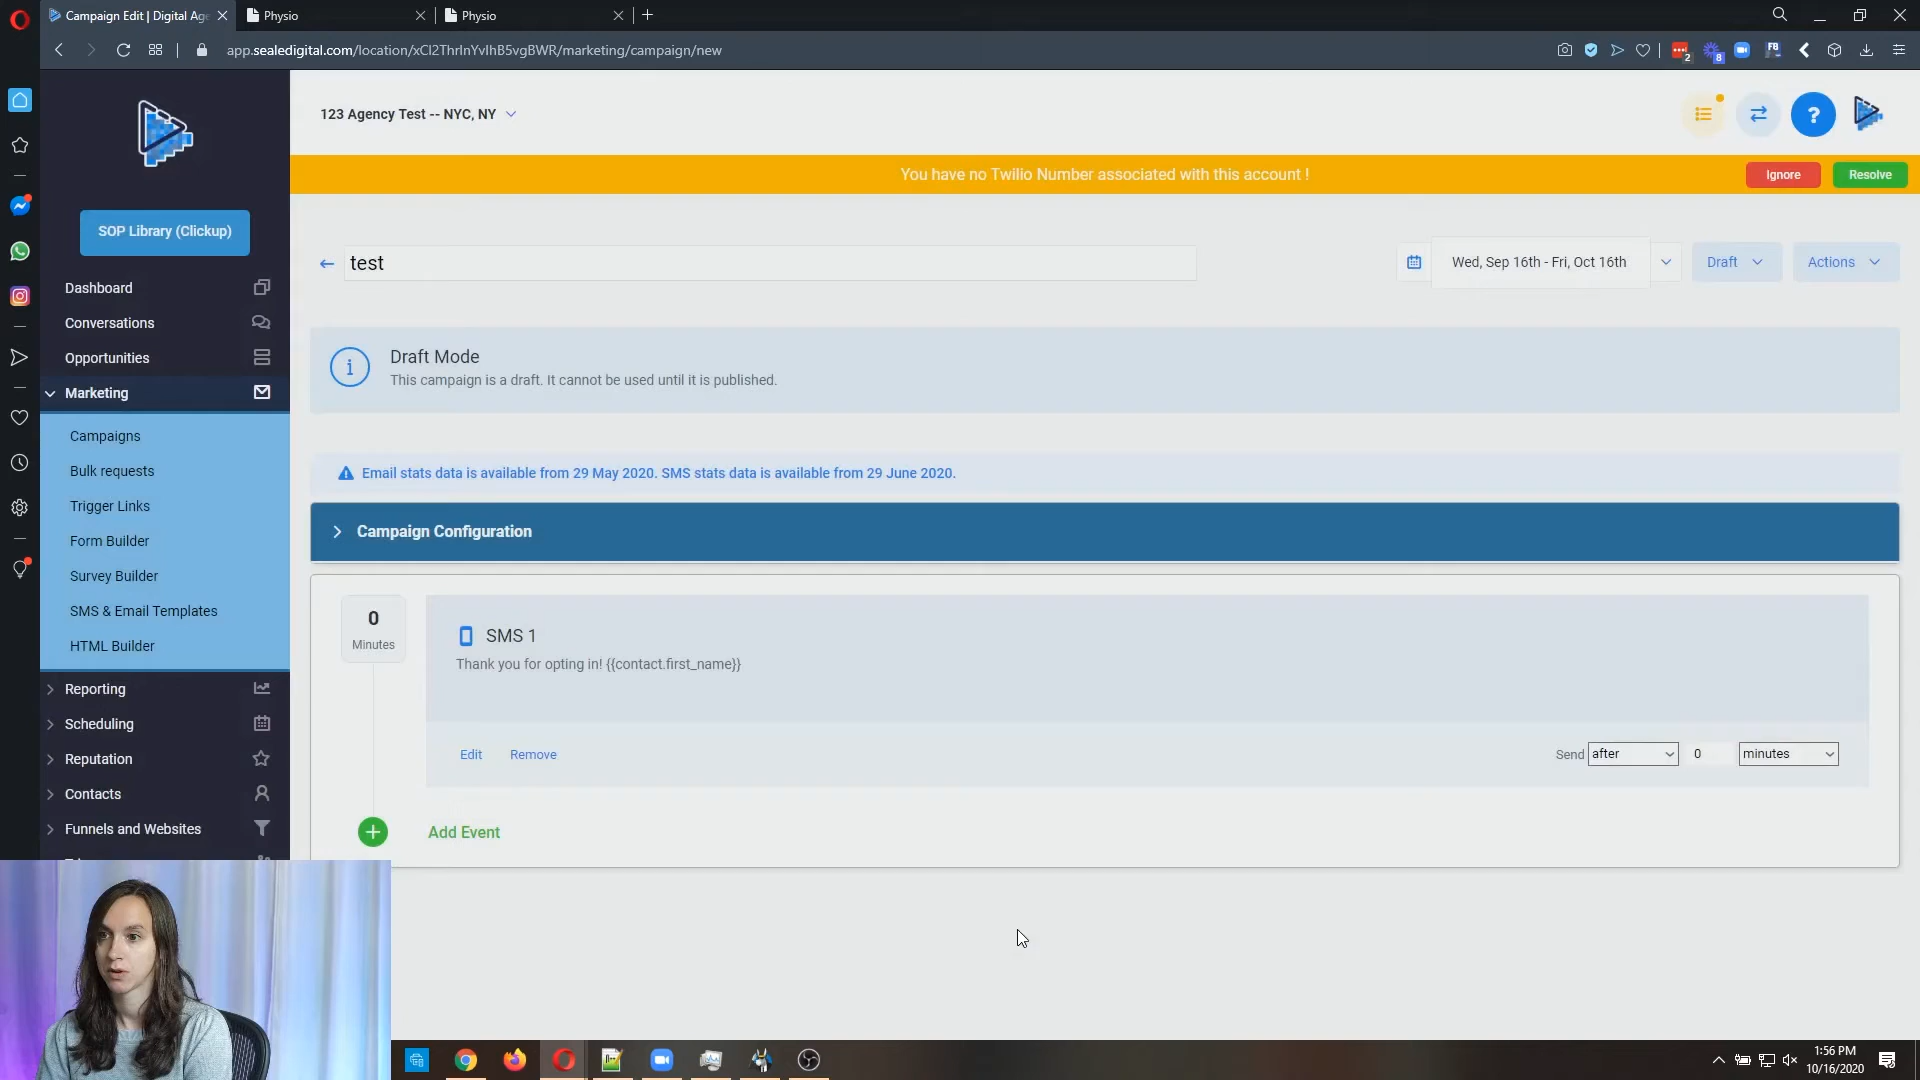 Campaign Edit | Digital Age
Physio
Physio
app.sealedigital.com/location/xCl2ThrInYvIhB5vgBWR/marketing/campaign/new
2
8
FB
123 Agency Test -- NYC, NY
?
You have no Twilio Number associated with this account !
Ignore
Resolve
SOP Library (Clickup)
Dashboard
Conversations
Opportunities
Marketing
Campaigns
Bulk requests
Trigger Links
Form Builder
Survey Builder
SMS & Email Templates
HTML Builder
Reporting
Scheduling
Reputation
Contacts
Funnels and Websites
test
Wed, Sep 16th - Fri, Oct 16th
Draft
Actions
i
Draft Mode
This campaign is a draft. It cannot be used until it is published.
Email stats data is available from 29 May 2020. SMS stats data is available from 29 June 2020.
Campaign Configuration
0
Minutes
SMS 1
Thank you for opting in! {{contact.first_name}}
Edit Remove
Send after 0 minutes
Add Event
1:56 PM
10/16/2020